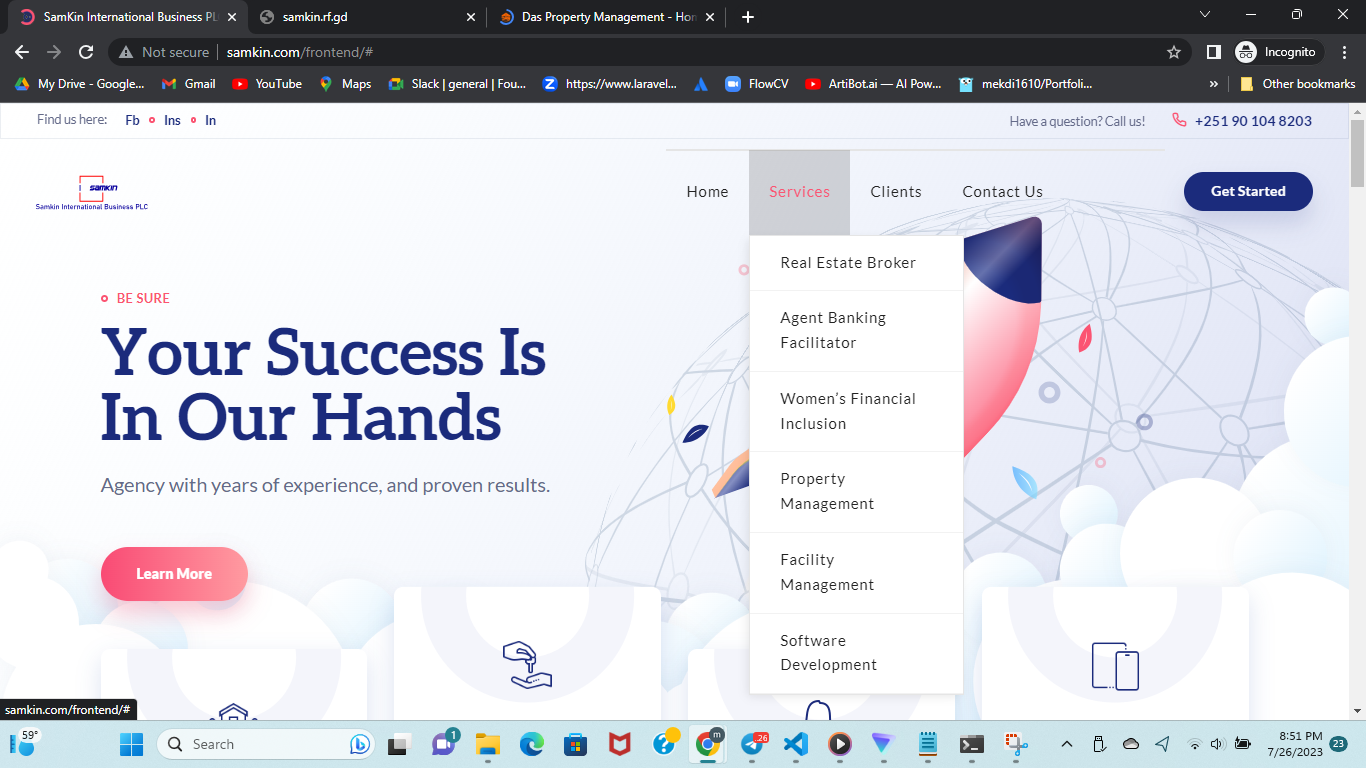 SamKin International Business PL
samkin.rf.gd
Das Property Management - Hom
Not secure
samkin.com/frontend/#
Incognito
My Drive - Google...
Gmail
YouTube
Maps
Slack | general | Fou...
https://www.laravel...
FlowCV
ArtiBot.ai — AI Pow...
mekdi1610/Portfoli...
»
Other bookmarks
Find us here:
Fb
Ins
In
Have a question? Call us!
+251 90 104 8203
samkin
Samkin International Business PLC
Home
Services
Clients
Contact Us
Get Started
Real Estate Broker
Agent Banking
Facilitator
Women’s Financial
Inclusion
Property
Management
Facility
Management
Software
Development
BE SURE
Your Success Is
In Our Hands
Agency with years of experience, and proven results.
Learn More
samkin.com/frontend/#
59°
Search
1
m
26
8:51 PM
7/26/2023
23